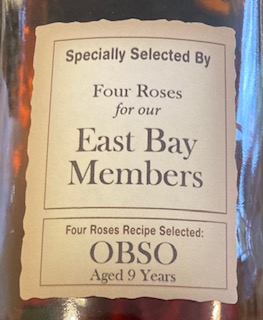 Specially Selected By
Four Roses
for our
East Bay
Members
Four Roses Recipe Selected:
OBSO
Aged 9 Years